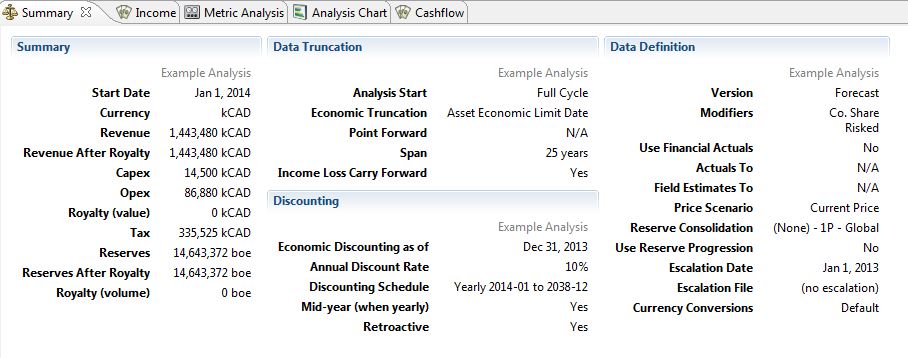 Summary Income Metric Analysis Analysis Chart Cashflow
Summary
Example Analysis
Start Date Jan 1, 2014
Currency kCAD
Revenue 1,443,480 kCAD
Revenue After Royalty 1,443,480 kCAD
Capex 14,500 kCAD
Opex 86,880 kCAD
Royalty (value) 0 kCAD
Tax 335,525 kCAD
Reserves 14,643,372 boe
Reserves After Royalty 14,643,372 boe
Royalty (volume) 0 boe
Data Truncation
Example Analysis
Analysis Start Full Cycle
Economic Truncation Asset Economic Limit Date
Point Forward N/A
Span 25 years
Income Loss Carry Forward Yes
Discounting
Example Analysis
Economic Discounting as of Dec 31, 2013
Annual Discount Rate 10%
Discounting Schedule Yearly 2014-01 to 2038-12
Mid-year (when yearly) Yes
Retroactive Yes
Data Definition
Example Analysis
Version Forecast
Modifiers Co. Share
Risked
Use Financial Actuals No
Actuals To N/A
Field Estimates To N/A
Price Scenario Current Price
Reserve Consolidation (None) - 1P - Global
Use Reserve Progression No
Escalation Date Jan 1, 2013
Escalation File (no escalation)
Currency Conversions Default